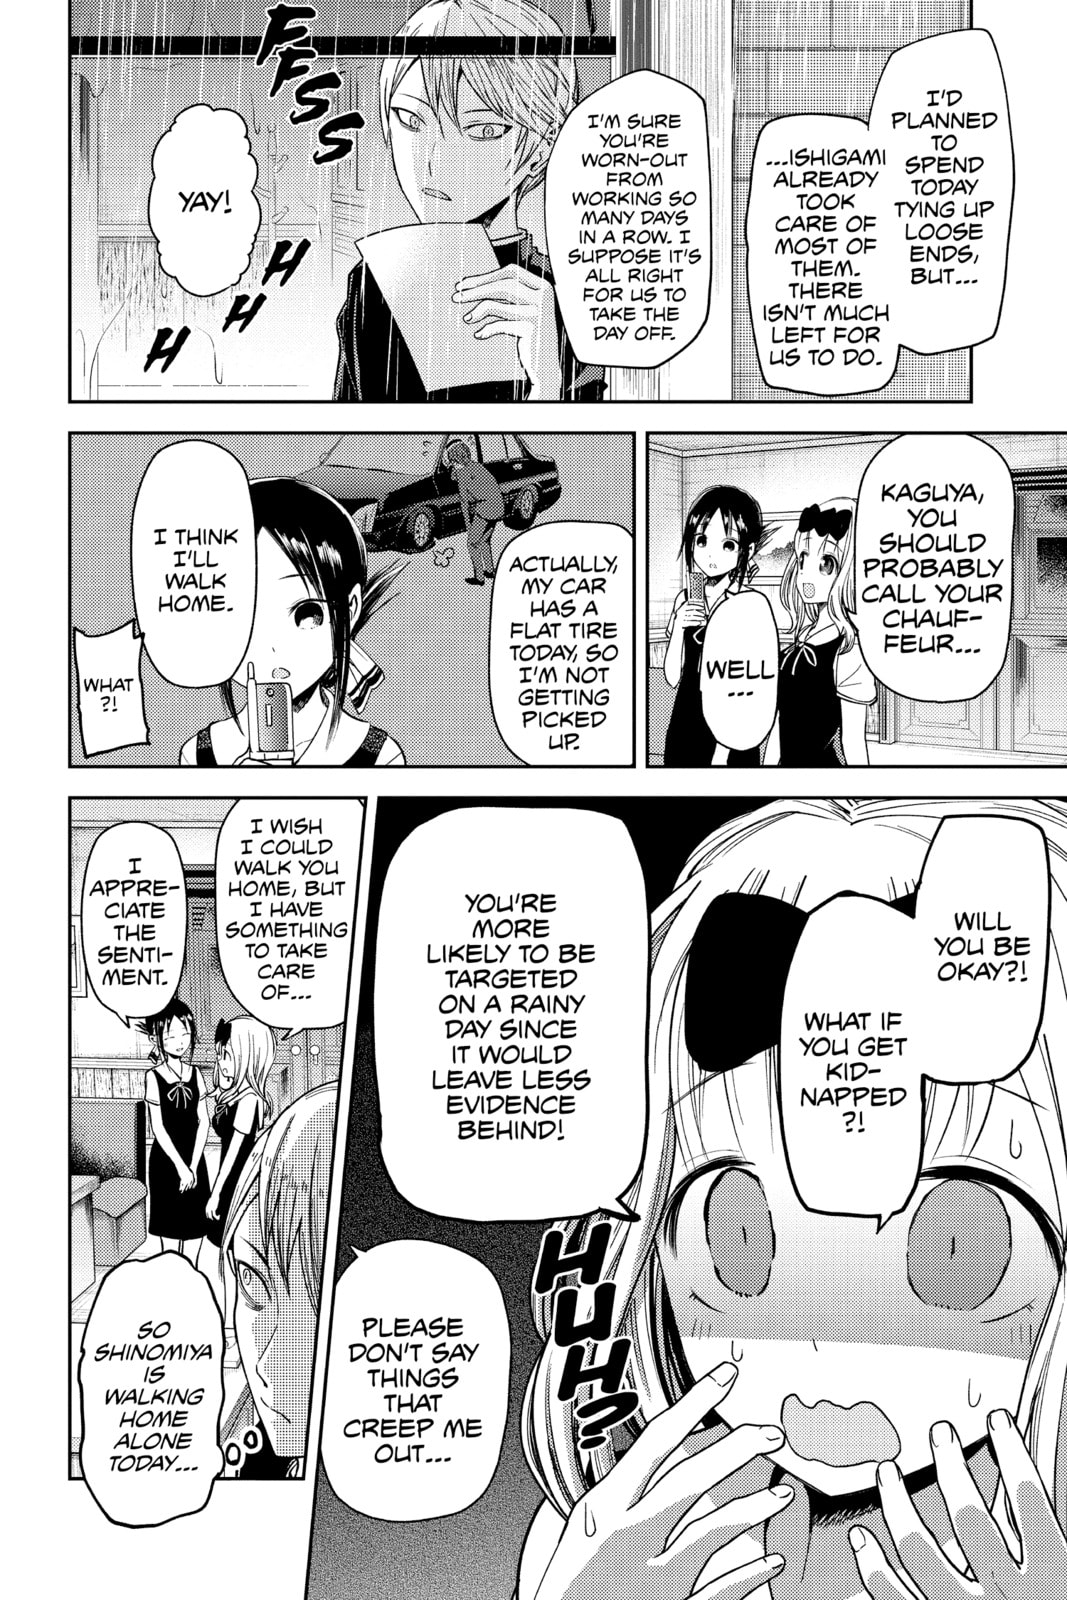 I'D
PLANNED
TO
SPEND
TODAY
TYING UP
LOOSE
ENDS,
BUT...
...ISHIGAMI
ALREADY
TOOK
CARE OF
MOST OF
THEM.
THERE
ISN'T MUCH
LEFT FOR
US TO DO.
I'M SURE
YOU'RE
WORN-OUT
FROM
WORKING SO
MANY DAYS
IN A ROW. I
SUPPOSE IT'S
ALL RIGHT
FOR US TO
TAKE THE
DAY OFF.
FFSSHHH
YAY!
KAGUYA,
YOU
SHOULD
PROBABLY
CALL YOUR
CHAUF-
FEUR...
WELL
...
ACTUALLY,
MY CAR
HAS A
FLAT TIRE
TODAY, SO
I'M NOT
GETTING
PICKED
UP.
I THINK
I'LL
WALK
HOME.
WHAT
?!
WILL
YOU BE
OKAY?!
WHAT IF
YOU GET
KID-
NAPPED
?!
YOU'RE
MORE
LIKELY TO BE
TARGETED
ON A RAINY
DAY SINCE
IT WOULD
LEAVE LESS
EVIDENCE
BEHIND!
HUH?
PLEASE
DON'T SAY
THINGS
THAT
CREEP ME
OUT...
I WISH
I COULD
WALK YOU
HOME, BUT
I HAVE
SOMETHING
TO TAKE
CARE
OF...
I
APPRE-
CIATE
THE
SENTI-
MENT.
SO
SHINOMIYA
IS
WALKING
HOME
ALONE
TODAY...